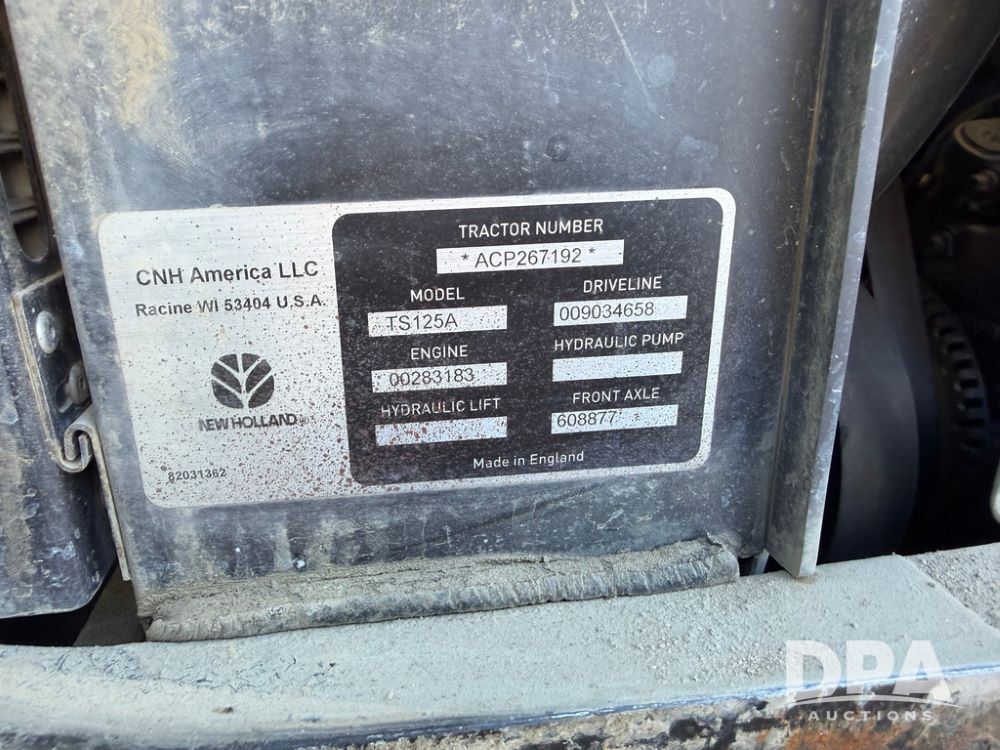 CNH America LLC
Racine WI 53404 U.S.A.
NEW HOLLAND
82031362
TRACTOR NUMBER
* ACP267192 *
MODEL
TS125A
DRIVELINE
009034658
ENGINE
00283183
HYDRAULIC PUMP
HYDRAULIC LIFT
FRONT AXLE
608877
Made in England
DPA
AUCTIONS